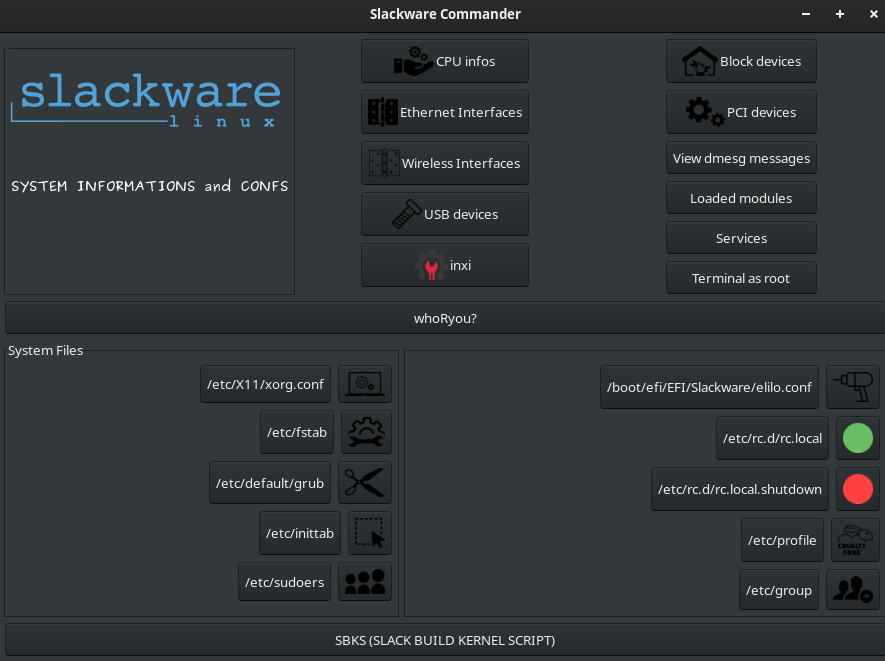 Slackware Commander
slackware
linux
SYSTEM INFORMATIONS and CONFS
CPU infos
Ethernet Interfaces
Wireless Interfaces
USB devices
inxi
Block devices
PCI devices
View dmesg messages
Loaded modules
Services
Terminal as root
whoRyou?
System Files
/etc/X11/xorg.conf
/etc/fstab
/etc/default/grub
/etc/inittab
/etc/sudoers
/boot/efi/EFI/Slackware/elilo.conf
/etc/rc.d/rc.local
/etc/rc.d/rc.local.shutdown
/etc/profile
CRUELTY
FREE
/etc/group
SBKS (SLACK BUILD KERNEL SCRIPT)